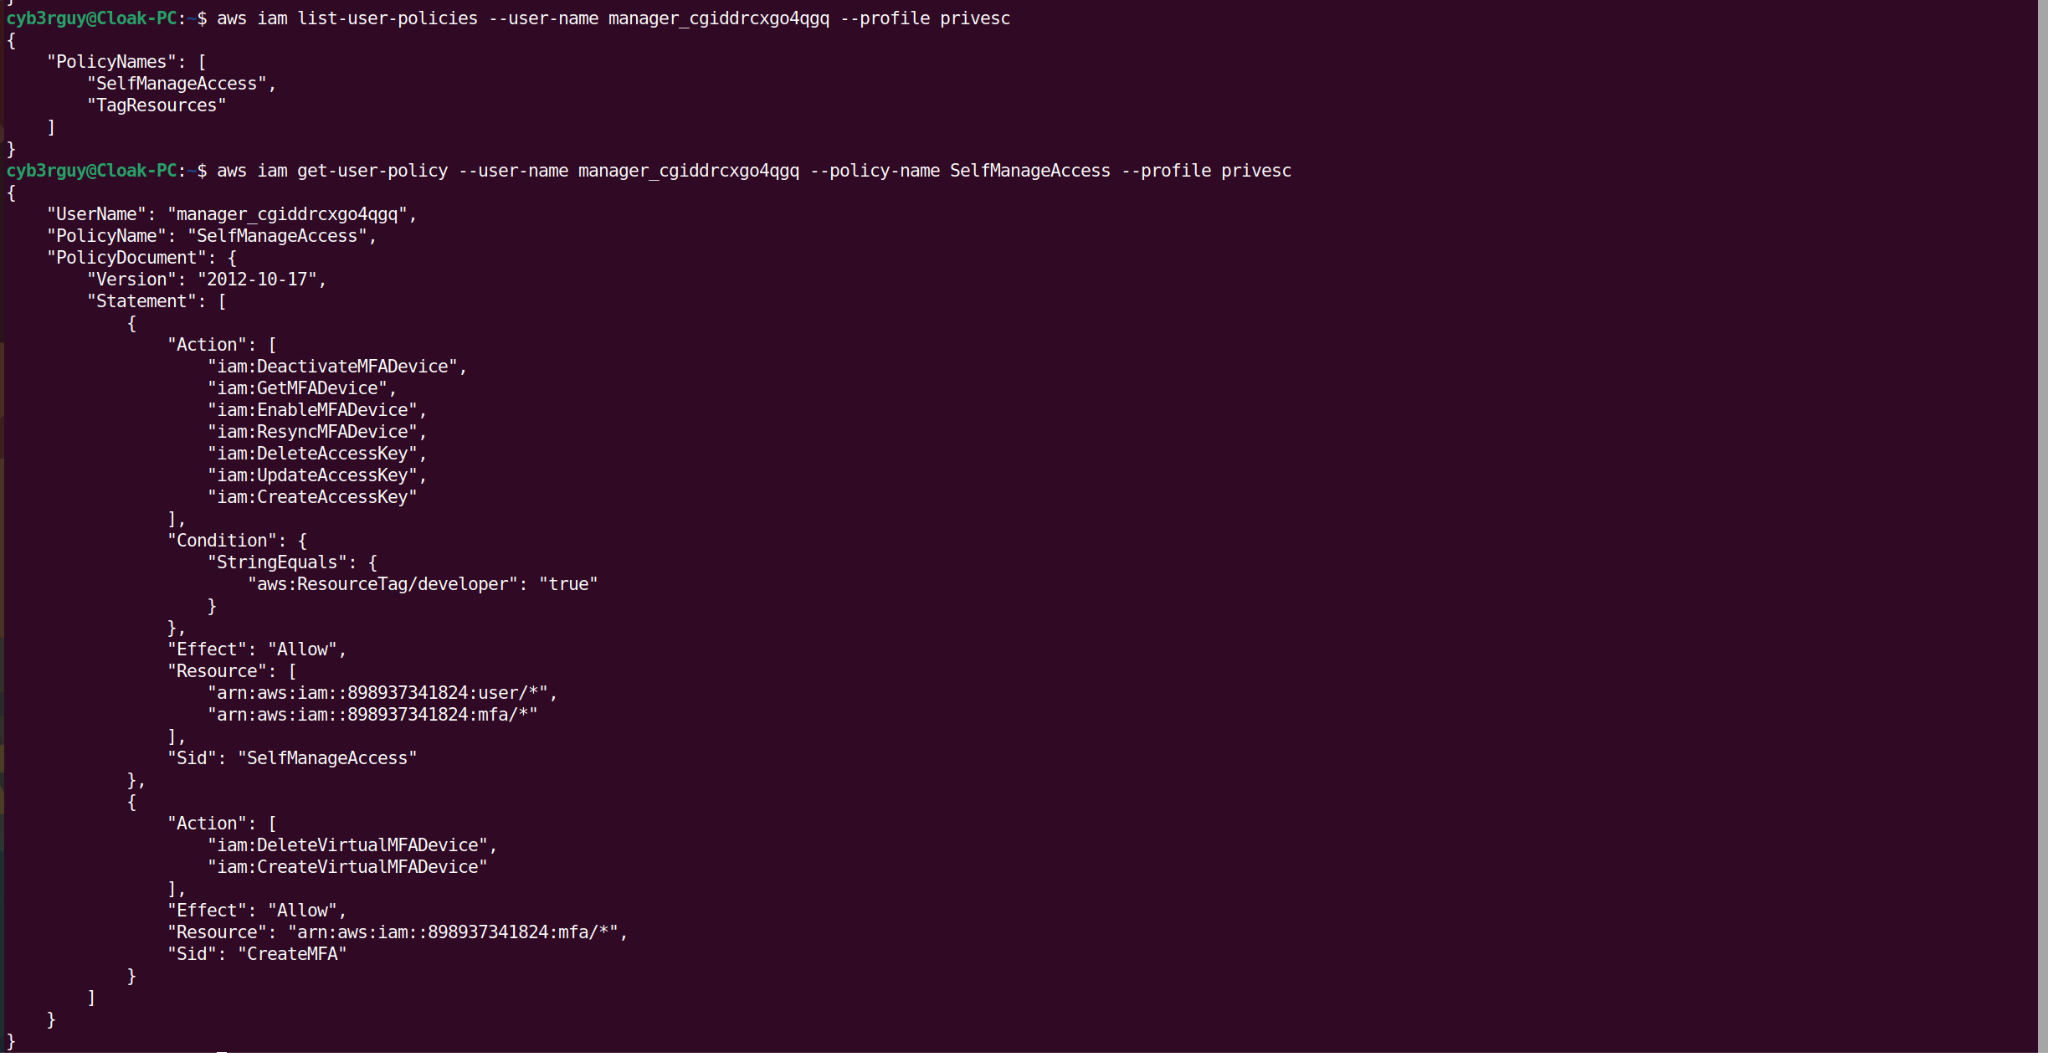 cyb3rguy@Cloak-PC:~$ aws iam list-user-policies --user-name manager_cgiddrcxgo4qgq --profile privesc
{
    "PolicyNames": [
        "SelfManageAccess",
        "TagResources"
    ]
}
cyb3rguy@Cloak-PC:~$ aws iam get-user-policy --user-name manager_cgiddrcxgo4qgq --policy-name SelfManageAccess --profile privesc
{
    "UserName": "manager_cgiddrcxgo4qgq",
    "PolicyName": "SelfManageAccess",
    "PolicyDocument": {
        "Version": "2012-10-17",
        "Statement": [
            {
                "Action": [
                    "iam:DeactivateMFADevice",
                    "iam:GetMFADevice",
                    "iam:EnableMFADevice",
                    "iam:ResyncMFADevice",
                    "iam:DeleteAccessKey",
                    "iam:UpdateAccessKey",
                    "iam:CreateAccessKey"
                ],
                "Condition": {
                    "StringEquals": {
                        "aws:ResourceTag/developer": "true"
                    }
                },
                "Effect": "Allow",
                "Resource": [
                    "arn:aws:iam::898937341824:user/*",
                    "arn:aws:iam::898937341824:mfa/*"
                ],
                "Sid": "SelfManageAccess"
            },
            {
                "Action": [
                    "iam:DeleteVirtualMFADevice",
                    "iam:CreateVirtualMFADevice"
                ],
                "Effect": "Allow",
                "Resource": "arn:aws:iam::898937341824:mfa/*",
                "Sid": "CreateMFA"
            }
        ]
    }
}